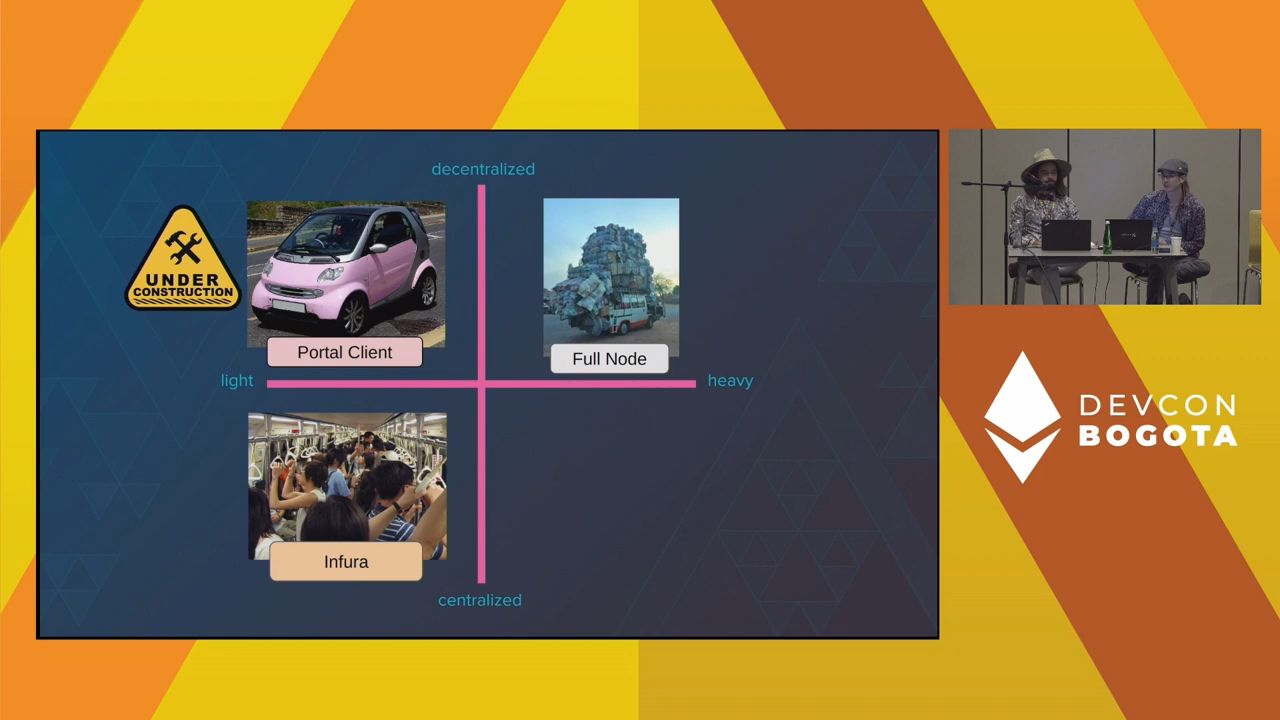 decentralized
UNDER
CONSTRUCTION
Portal Client
Full Node
light
heavy
Infura
centralized
DEVCON
BOGOTA